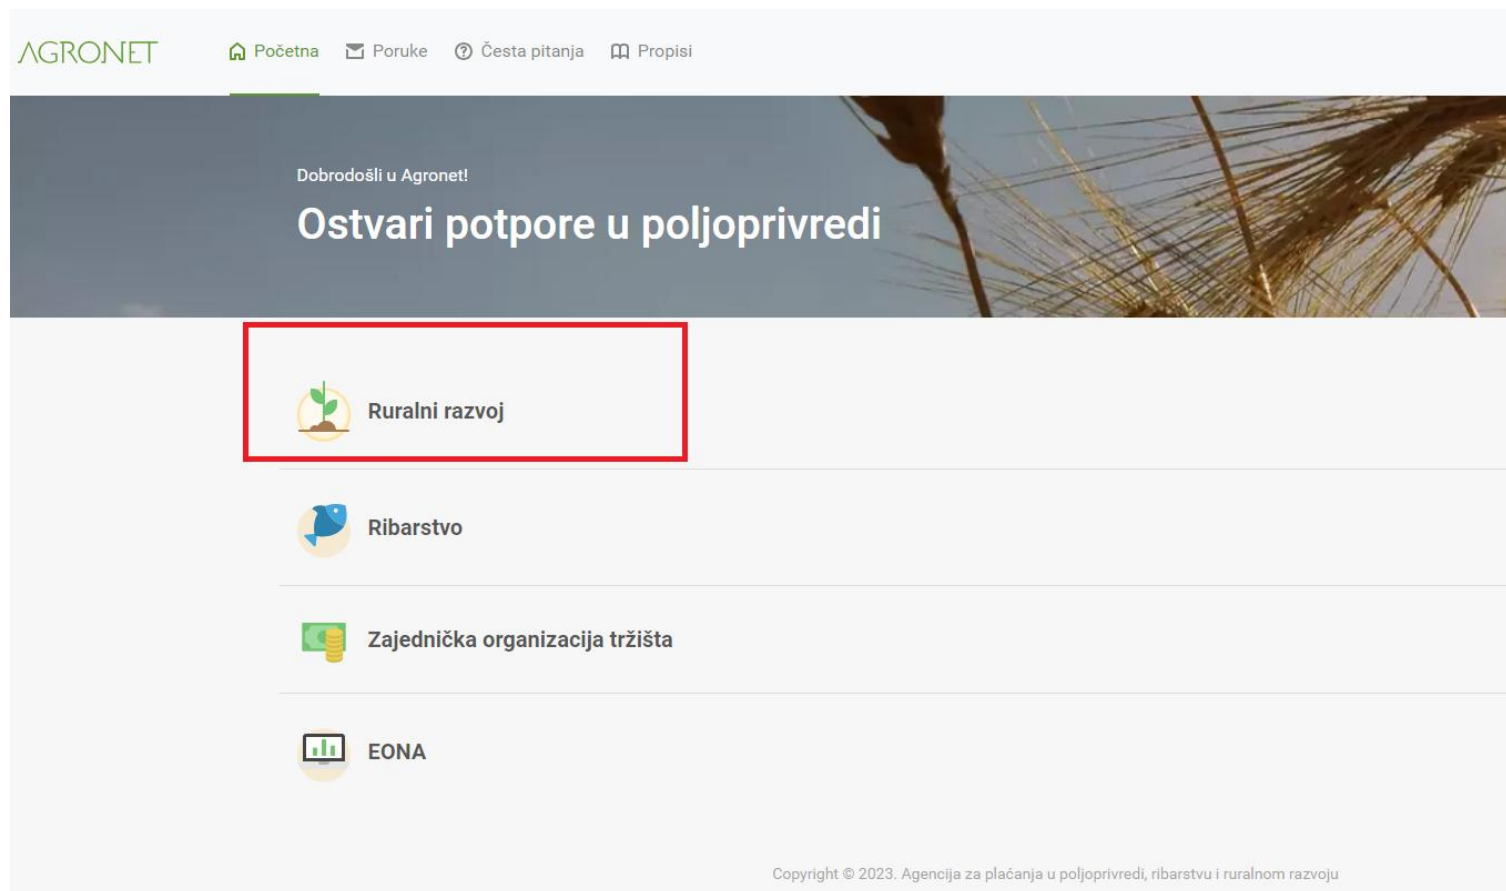 AGRONET
Početna Poruke Česta pitanja Propisi
Dobrodošli u Agronet!
Ostvari potpore u poljoprivredi
Ruralni razvoj
Ribarstvo
Zajednička organizacija tržišta
EONA
Copyright © 2023. Agencija za plaćanja u poljoprivredi, ribarstvu i ruralnom razvoju